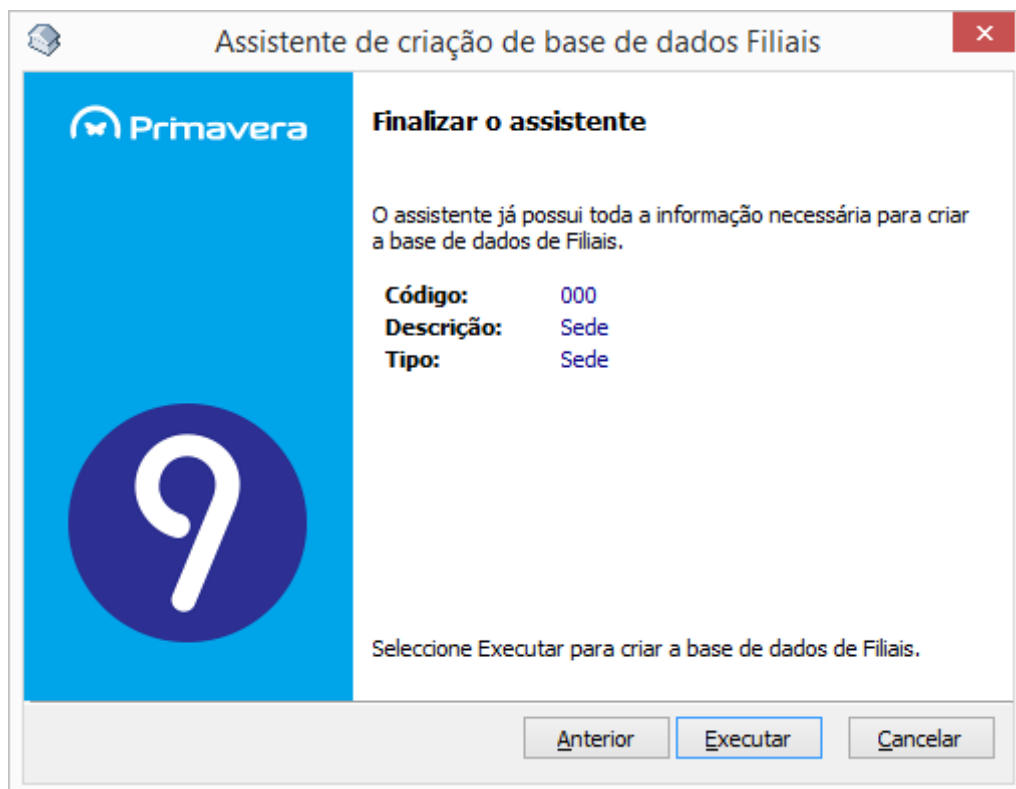 Assistente de criação de base de dados Filiais
Primavera
Finalizar o assistente
O assistente já possui toda a informação necessária para criar
a base de dados de Filiais.
Código: 000
Descrição: Sede
Tipo: Sede
9
Seleccione Executar para criar a base de dados de Filiais.
Anterior Executar Cancelar